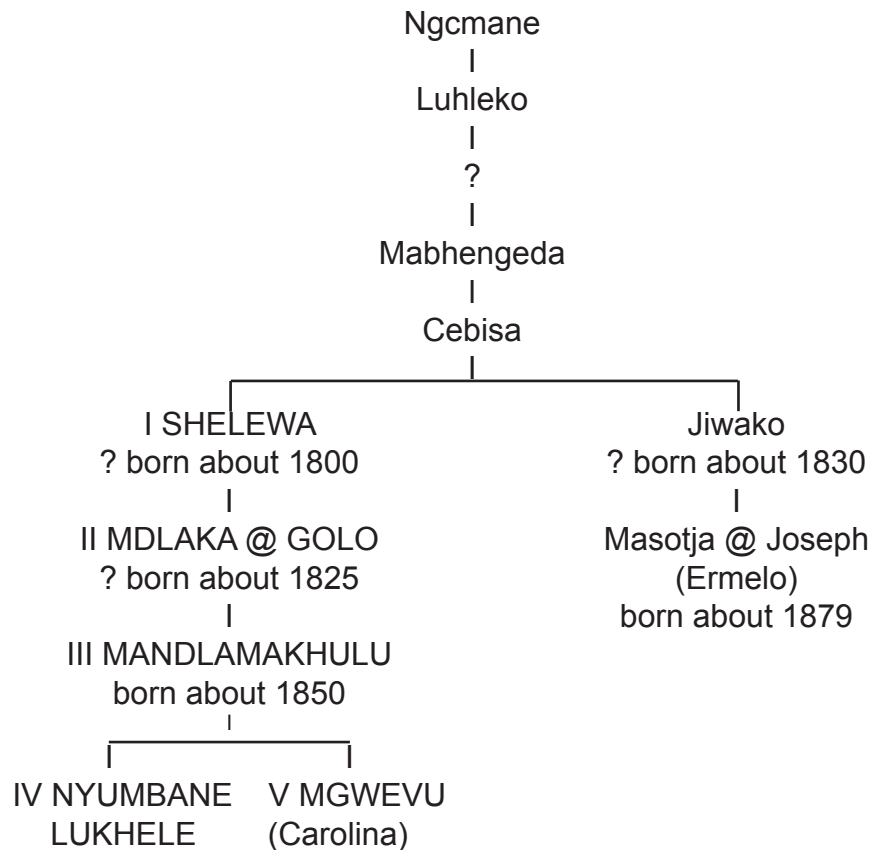 Ngcmane
Luhleko
?
Mabhengeda
Cebisa
I SHELEWA
? born about 1800
Jiwako
? born about 1830
II MDLAKA @ GOLO
? born about 1825
Masotja @ Joseph
(Ermelo)
born about 1879
III MANDLAMAKHULU
born about 1850
IV NYUMBANE
LUKHELE
V MGWEVU
(Carolina)